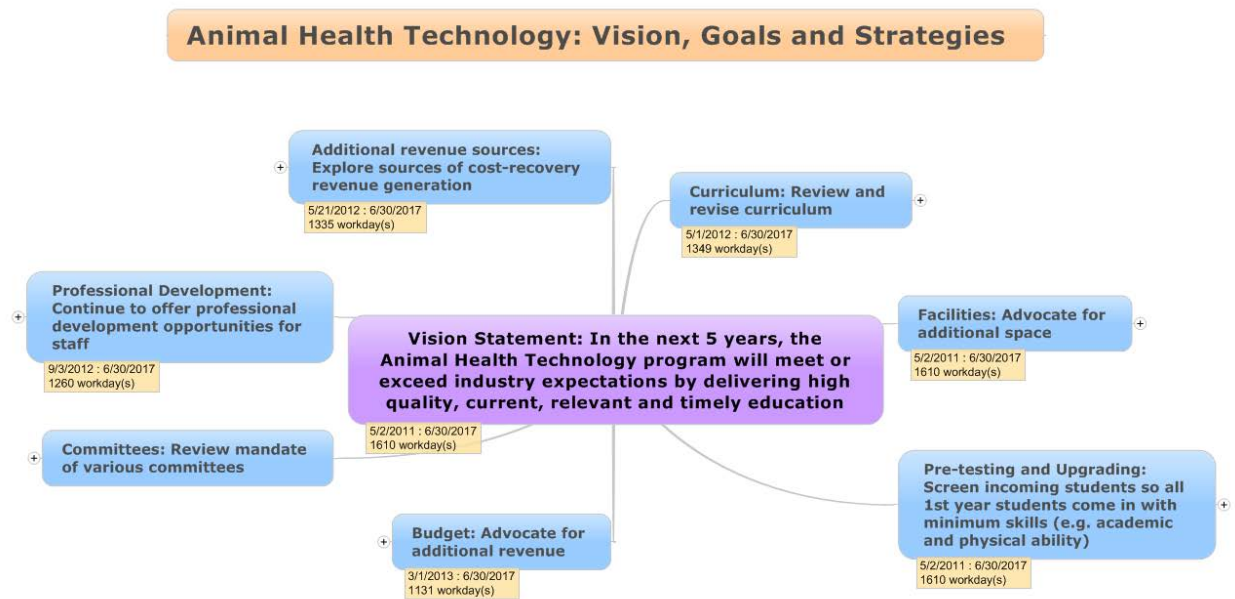 Animal Health Technology: Vision, Goals and Strategies
Additional revenue sources:
Explore sources of cost-recovery
revenue generation
5/21/2012 : 6/30/2017
1335 workday(s)
Curriculum: Review and
revise curriculum
5/1/2012 : 6/30/2017
1349 workday(s)
Professional Development:
Continue to offer professional
development opportunities for
staff
9/3/2012 : 6/30/2017
1260 workday(s)
Vision Statement: In the next 5 years, the
Animal Health Technology program will meet or
exceed industry expectations by delivering high
quality, current, relevant and timely education
5/2/2011 : 6/30/2017
1610 workday(s)
Facilities: Advocate for
additional space
5/2/2011 : 6/30/2017
1610 workday(s)
Committees: Review mandate
of various committees
Pre-testing and Upgrading:
Screen incoming students so all
1st year students come in with
minimum skills (e.g. academic
and physical ability)
5/2/2011 : 6/30/2017
1610 workday(s)
Budget: Advocate for
additional revenue
3/1/2013 : 6/30/2017
1131 workday(s)